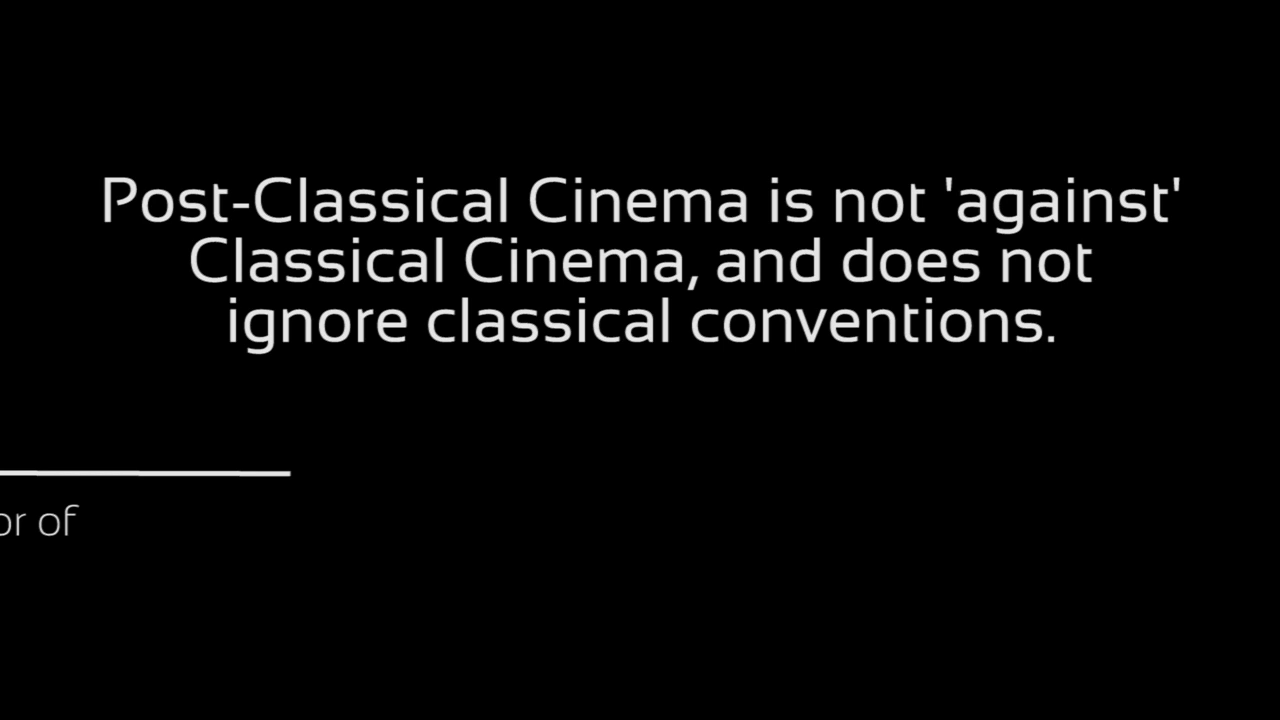 Post-Classical Cinema is not 'against'
Classical Cinema, and does not
ignore classical conventions.
of